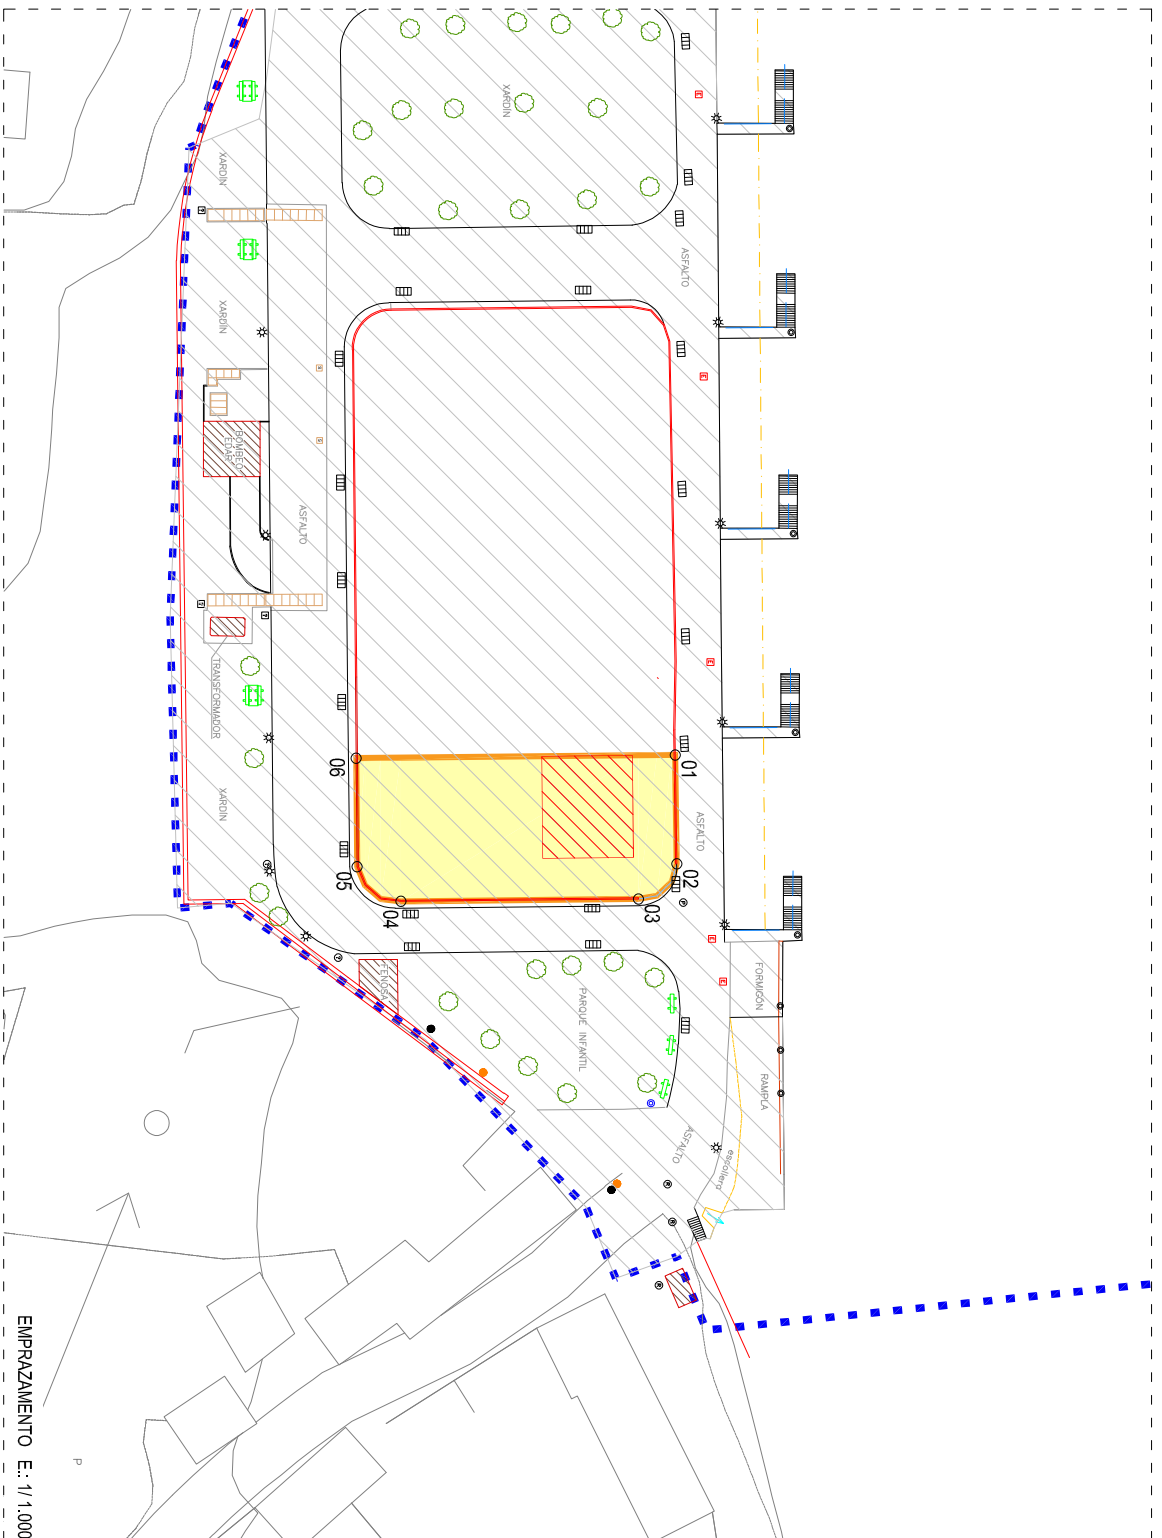 XARDÍN
XARDÍN
ASFALTO
XARDÍN
BOMBEO
EDAR
ASFALTO
TRANSFORMADOR
XARDÍN
ASFALTO
01
02
03
04
05
06
FENOSA
PARQUE INFANTIL
FORMIGÓN
RAMPLA
ASFALTO
escollera
P
EMPRAZAMENTO E.: 1/1.000